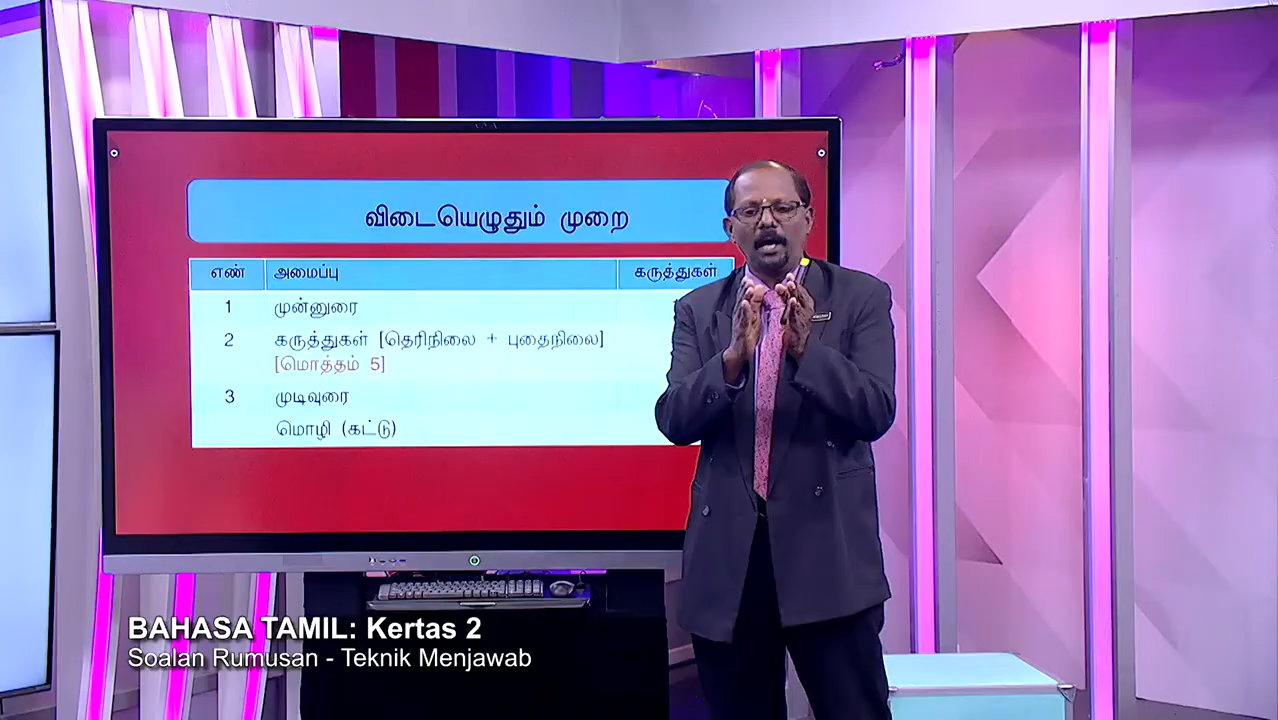 விடையெழுதும் முறை
எண் அமைப்பு கருத்துகள்
1 முன்னுரை
2 கருத்துகள் [தெரிநிலை + புதைநிலை]
[மொத்தம் 5]
3 முடிவுரை
மொழி (கட்டு)
BAHASA TAMIL: Kertas 2
Soalan Rumusan - Teknik Menjawab